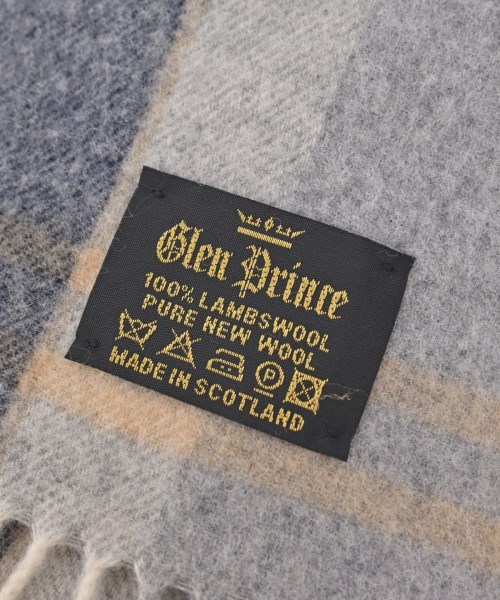 Glen Prince
100% LAMBSWOOL
PURE NEW WOOL
P
MADE IN SCOTLAND